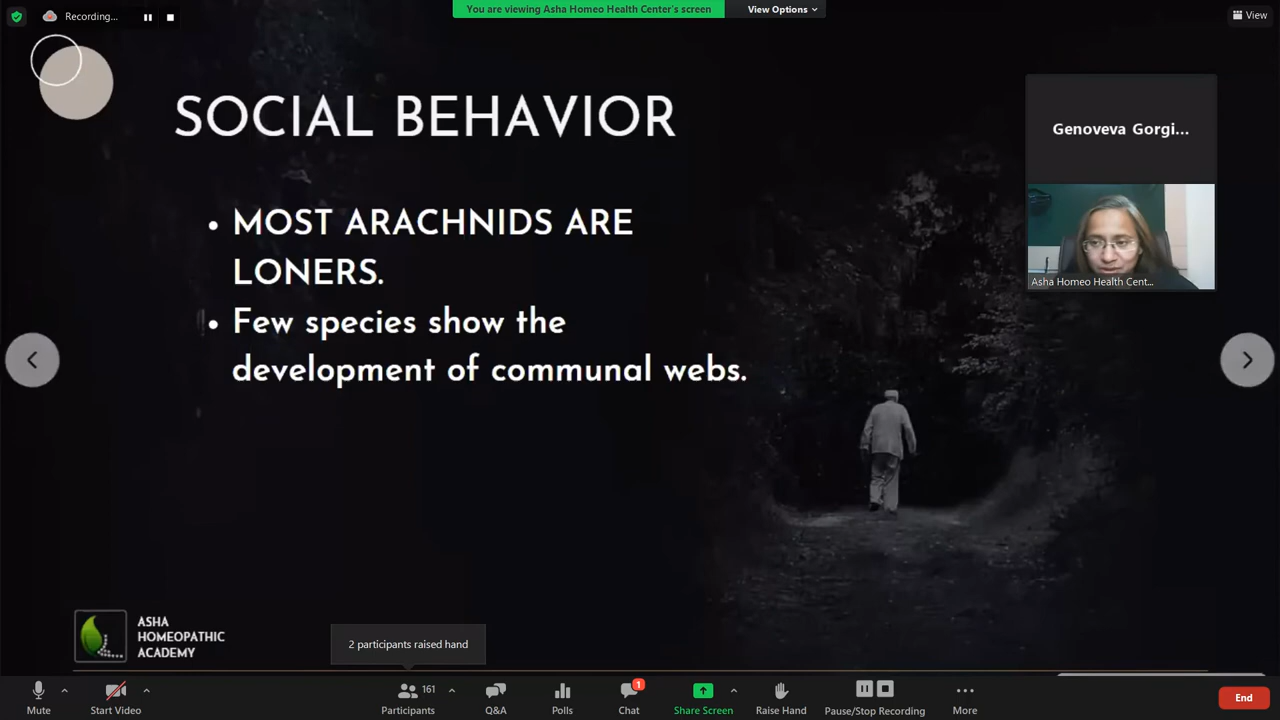 Recording...
You are viewing Asha Homeo Health Center's screen
View Options
View
SOCIAL BEHAVIOR
• MOST ARACHNIDS ARE
LONERS.
• Few species show the
development of communal webs.
Genoveva Gorgi...
Asha Homeo Health Cent...
ASHA
HOMEOPATHIC
ACADEMY
2 participants raised hand
Mute
Start Video
Participants
161
Q&A
Polls
Chat
1
Share Screen
Raise Hand
Pause/Stop Recording
More
End